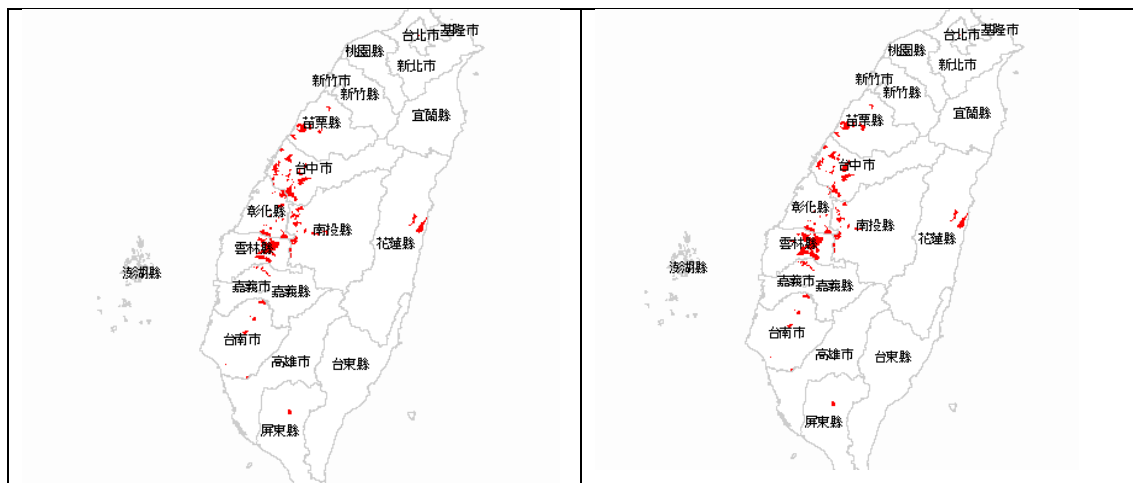 台北市 基隆市
桃園縣
新北市
新竹市
新竹縣
宜蘭縣
苗栗縣
台中市
彰化縣
南投縣
花蓮縣
雲林縣
澎湖縣
嘉義市 嘉義縣
台南市
高雄市 台東縣
屏東縣
台北市 基隆市
桃園縣
新北市
新竹市
新竹縣
宜蘭縣
苗栗縣
台中市
彰化縣
南投縣
花蓮縣
雲林縣
澎湖縣
嘉義市 嘉義縣
台南市
高雄市 台東縣
屏東縣